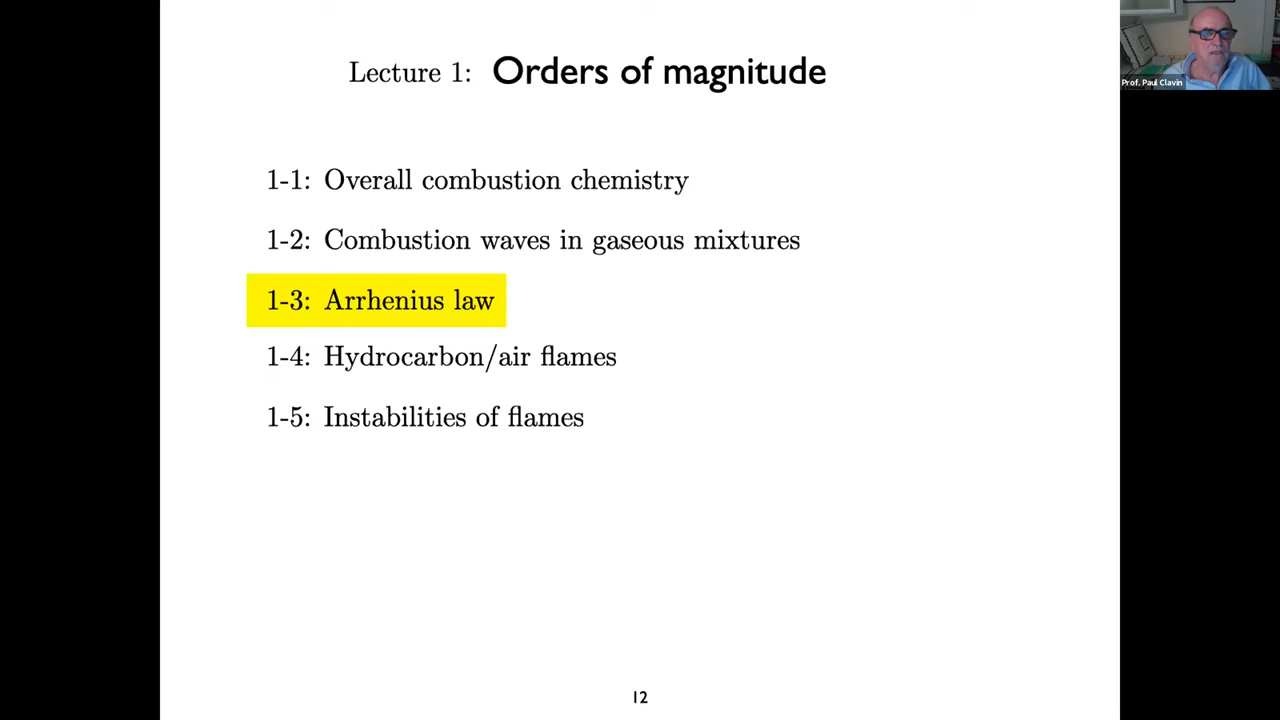 Lecture 1: Orders of magnitude
Prof. Paul Clavin
1-1: Overall combustion chemistry
1-2: Combustion waves in gaseous mixtures
1-3: Arrhenius law
1-4: Hydrocarbon/air flames
1-5: Instabilities of flames
12